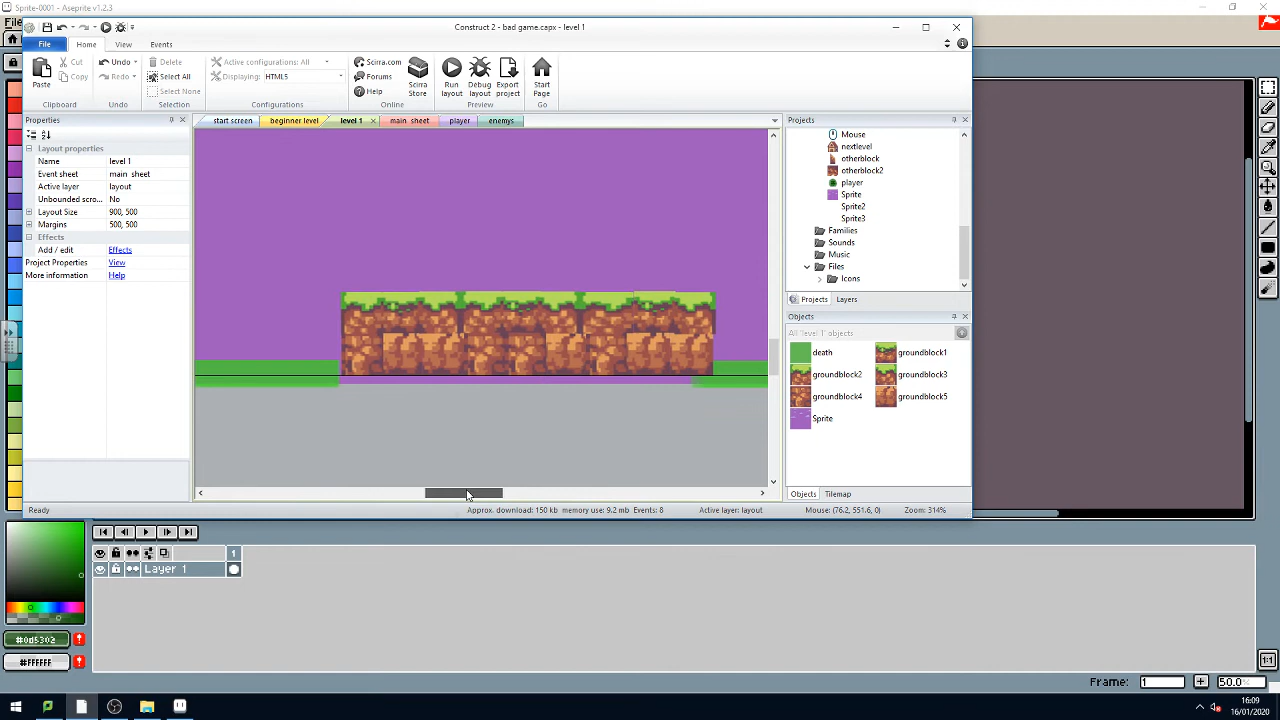 Sprite-0001 - Aseprite v1.2.3
File
Construct 2 - bad game.capx - level 1
File Home View Events
Paste
Cut
Copy
Clipboard
Undo
Redo
Undo
Delete
Select All
Select None
Selection
Active configurations: All
Displaying: HTML5
Configurations
Scirra.com
Forums
Help
Scirra Store
Online
Run layout
Debug layout
Export project
Preview
Start Page
Go
Properties
start screen beginner level level 1 main sheet player enemys
Projects
Layout properties
Name level 1
Event sheet main sheet
Active layer layout
Unbounded scro... No
Layout Size 900, 500
Margins 500, 500
Effects
Add / edit Effects
Project Properties View
More information Help
Mouse
nextlevel
otherblock
otherblock2
player
Sprite
Sprite2
Sprite3
Families
Sounds
Music
Files
Icons
Projects Layers
Objects
All 'level 1' objects
death groundblock1
groundblock2 groundblock3
groundblock4 groundblock5
Sprite
Objects Tilemap
Ready Approx. download: 150 kb memory use: 9.2 mb Events: 8 Active layer: layout Mouse: (76.2, 551.6, 0) Zoom: 314%
1
Layer 1
#0d5302
#FFFFFF
1:1
Frame: 1 50.0%
16:09
16/01/2020